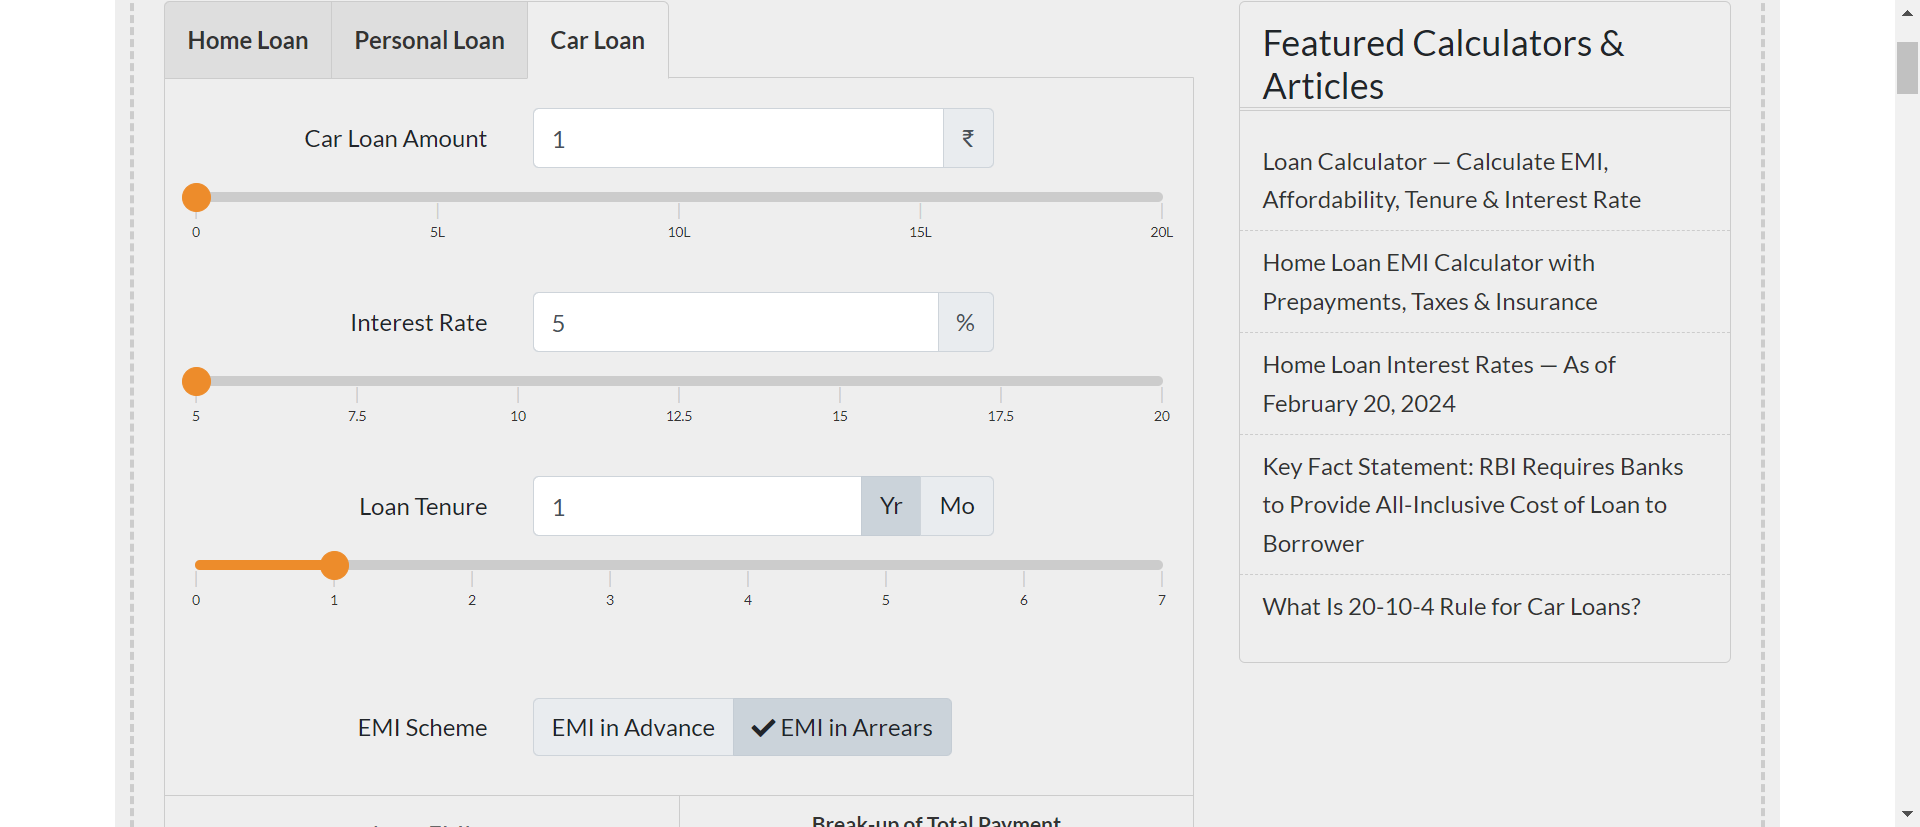 Home Loan
Personal Loan
Car Loan
Car Loan Amount
1
₹
0
5L
10L
15L
20L
Interest Rate
5
%
5
7.5
10
12.5
15
17.5
20
Loan Tenure
1
Yr
Mo
0
1
2
3
4
5
6
7
EMI Scheme
EMI in Advance
EMI in Arrears
Break-up of Total Payment
Featured Calculators &
Articles
Loan Calculator — Calculate EMI,
Affordability, Tenure & Interest Rate
Home Loan EMI Calculator with
Prepayments, Taxes & Insurance
Home Loan Interest Rates — As of
February 20, 2024
Key Fact Statement: RBI Requires Banks
to Provide All-Inclusive Cost of Loan to
Borrower
What Is 20-10-4 Rule for Car Loans?